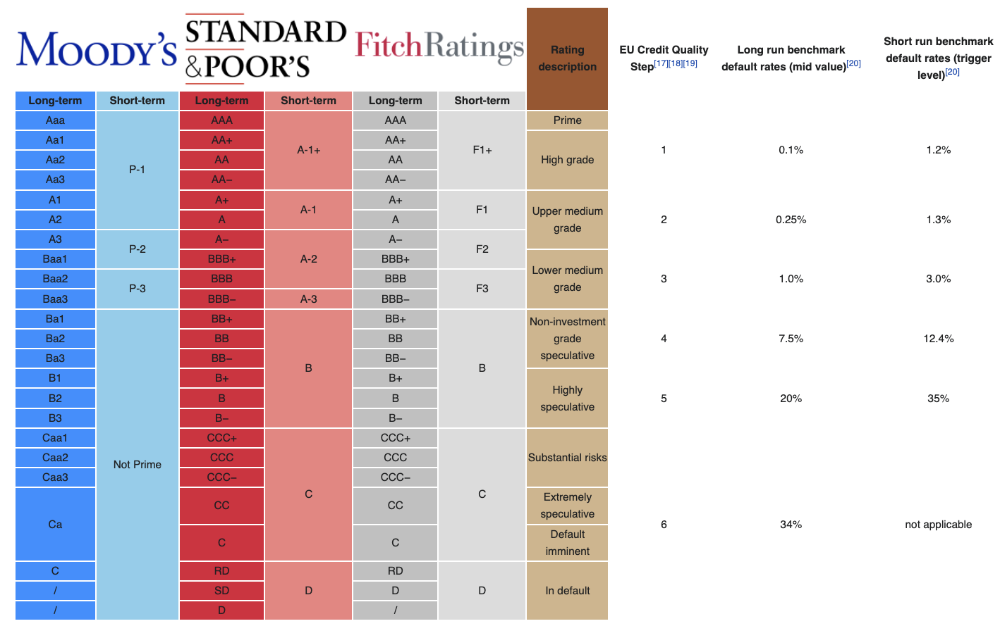 MOODY'S
STANDARD
&POOR'S
FitchRatings
Rating
description
EU Credit Quality
Step[17][18][19]
Long run benchmark
default rates (mid value)[20]
Short run benchmark
default rates (trigger
level)[20]
Long-term Short-term Long-term Short-term Long-term Short-term
Aaa P-1 AAA A-1+ AAA F1+ Prime 1 0.1% 1.2%
Aa1 AA+ AA+ High grade
Aa2 AA AA
Aa3 AA− AA−
A1 A+ A-1 A+ F1 Upper medium
grade 2 0.25% 1.3%
A2 A A
A3 P-2 A− A-2 A− F2
Baa1 BBB+ BBB+ Lower medium
grade 3 1.0% 3.0%
Baa2 P-3 BBB BBB F3
Baa3 BBB− A-3 BBB−
Ba1 Not Prime BB+ B BB+ B Non-investment
grade
speculative 4 7.5% 12.4%
Ba2 BB BB
Ba3 BB− BB−
B1 B+ B+ Highly
speculative 5 20% 35%
B2 B B
B3 B− B−
Caa1 CCC+ C CCC+ C Substantial risks 6 34% not applicable
Caa2 CCC CCC
Caa3 CCC− CCC−
Ca CC CC Extremely
speculative
C C Default
imminent
C RD D RD D In default
/ SD D
/ D /